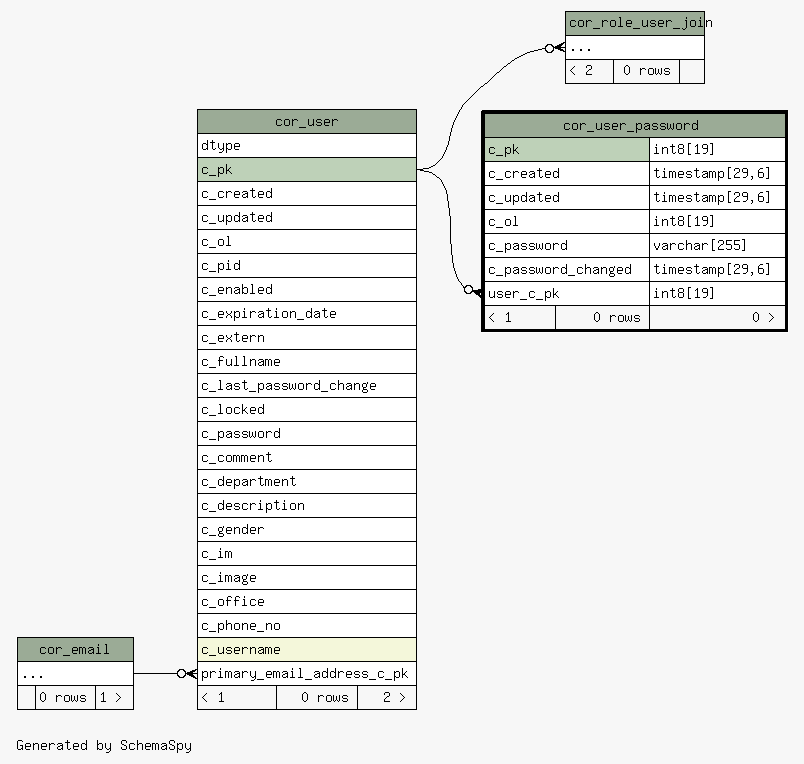 cor_role_user_join
...
< 2 0 rows
cor_user
dtype
c_pk
c_created
c_updated
c_ol
c_pid
c_enabled
c_expiration_date
c_extern
c_fullname
c_last_password_change
c_locked
c_password
c_comment
c_department
c_description
c_gender
c_im
c_image
c_office
c_phone_no
c_username
primary_email_address_c_pk
< 1 0 rows 2 >
cor_user_password
c_pk int8[19]
c_created timestamp[29,6]
c_updated timestamp[29,6]
c_ol int8[19]
c_password varchar[255]
c_password_changed timestamp[29,6]
user_c_pk int8[19]
< 1 0 rows 0 >
cor_email
...
0 rows 1 >
Generated by SchemaSpy